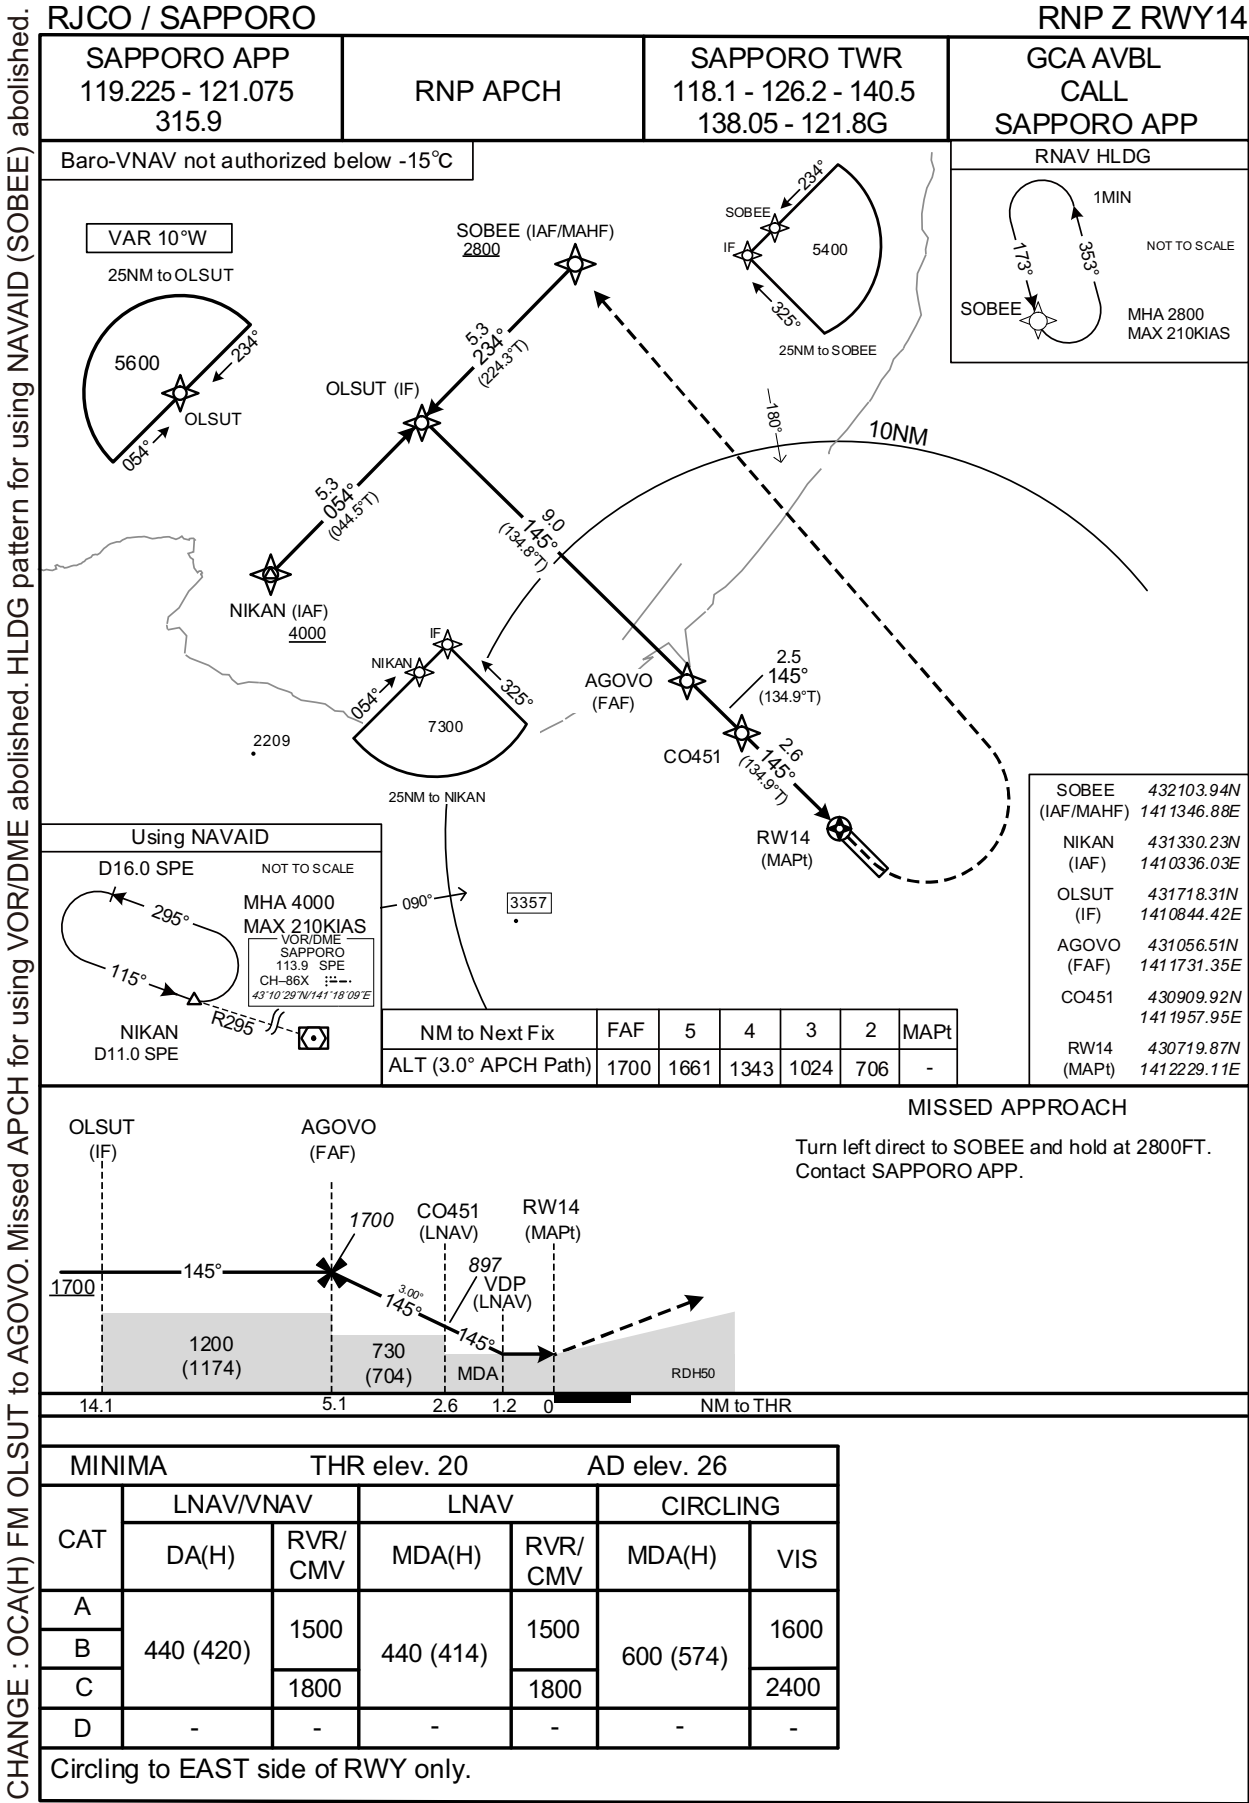 RJCO / SAPPORO
RNP Z RWY14
SAPPORO APP
119.225 - 121.075
315.9
RNP APCH
SAPPORO TWR
118.1 - 126.2 - 140.5
138.05 - 121.8G
GCA AVBL
CALL
SAPPORO APP
CHANGE : OCA(H) FM OLSUT to AGOVO. Missed APCH for using VOR/DME abolished. HLDG pattern for using NAVAID (SOBEE) abolished.
Baro-VNAV not authorized below -15°C
VAR 10°W
25NM to OLSUT
5600
234°
OLSUT
054°
SOBEE (IAF/MAHF)
2800
5.3
234°
(224.3°T)
OLSUT (IF)
5.3
054°
(044.5°T)
NIKAN (IAF)
4000
234°
SOBEE
IF
5400
325°
25NM to SOBEE
RNAV HLDG
1MIN
173°
353°
NOT TO SCALE
SOBEE
MHA 2800
MAX 210KIAS
180°
10NM
9.0
145°
(134.8°T)
IF
NIKAN
054°
325°
7300
25NM to NIKAN
2209
AGOVO
(FAF)
2.5
145°
(134.9°T)
CO451
2.6
145°
(134.9°T)
RW14
(MAPt)
090°
3357
SOBEE 432103.94N
(IAF/MAHF) 1411346.88E
NIKAN 431330.23N
(IAF) 1410336.03E
OLSUT 431718.31N
(IF) 1410844.42E
AGOVO 431056.51N
(FAF) 1411731.35E
CO451 430909.92N
1411957.95E
RW14 430719.87N
(MAPt) 1412229.11E
Using NAVAID
D16.0 SPE
NOT TO SCALE
295°
MHA 4000
MAX 210KIAS
VOR/DME
SAPPORO
113.9 SPE
CH–86X
43°10'29"N/141°18'09"E
115°
NIKAN
D11.0 SPE
R295
NM to Next Fix FAF 5 4 3 2 MAPt
ALT (3.0° APCH Path) 1700 1661 1343 1024 706 -
OLSUT
(IF)
AGOVO
(FAF)
1700
CO451
(LNAV)
RW14
(MAPt)
897
VDP
(LNAV)
1700
145°
3.00°
145°
145°
1200
(1174)
730
(704)
MDA
RDH50
14.1 5.1 2.6 1.2 0 NM to THR
MISSED APPROACH
Turn left direct to SOBEE and hold at 2800FT.
Contact SAPPORO APP.
MINIMA THR elev. 20 AD elev. 26
CAT LNAV/VNAV LNAV CIRCLING
DA(H) RVR/CMV MDA(H) RVR/CMV MDA(H) VIS
A
B
440 (420) 1500 440 (414) 1500 600 (574) 1600
C 1800 1800 2400
D - - - - - -
Circling to EAST side of RWY only.